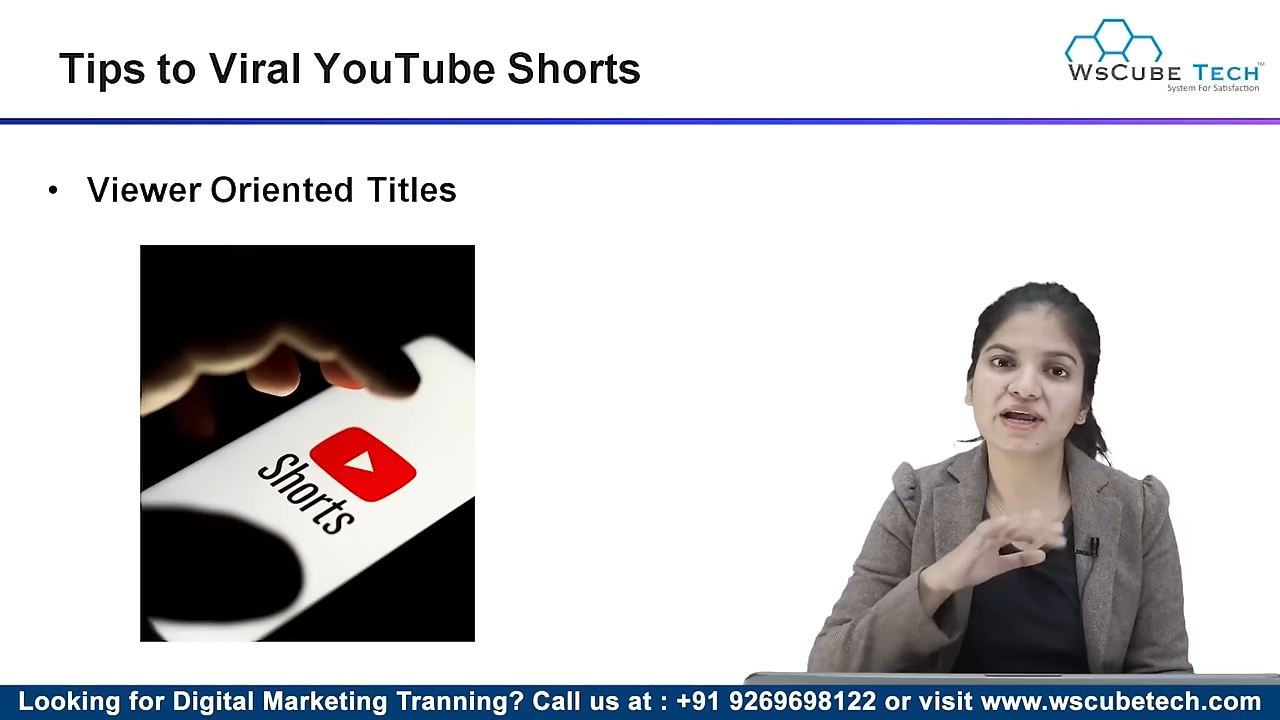 Tips to Viral YouTube Shorts
WSCUBE TECH™
System For Satisfaction
• Viewer Oriented Titles
Shorts
Looking for Digital Marketing Tranning? Call us at : +91 9269698122 or visit www.wscubetech.com